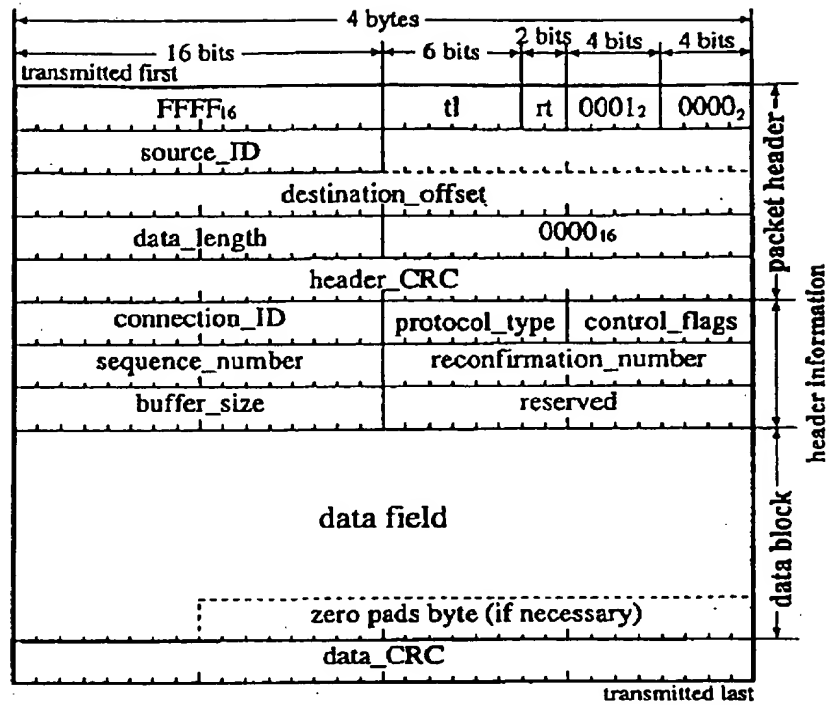 4 bytes
16 bits 6 bits 2 bits 4 bits 4 bits
transmitted first
FFFF₁₆ tl rt 0001₂ 0000₂
source_ID
destination_offset
data_length 0000₁₆
header_CRC
packet header
connection_ID protocol_type control_flags
sequence_number reconfirmation_number
buffer_size reserved
header information
data field
zero pads byte (if necessary)
data block
data_CRC
transmitted last